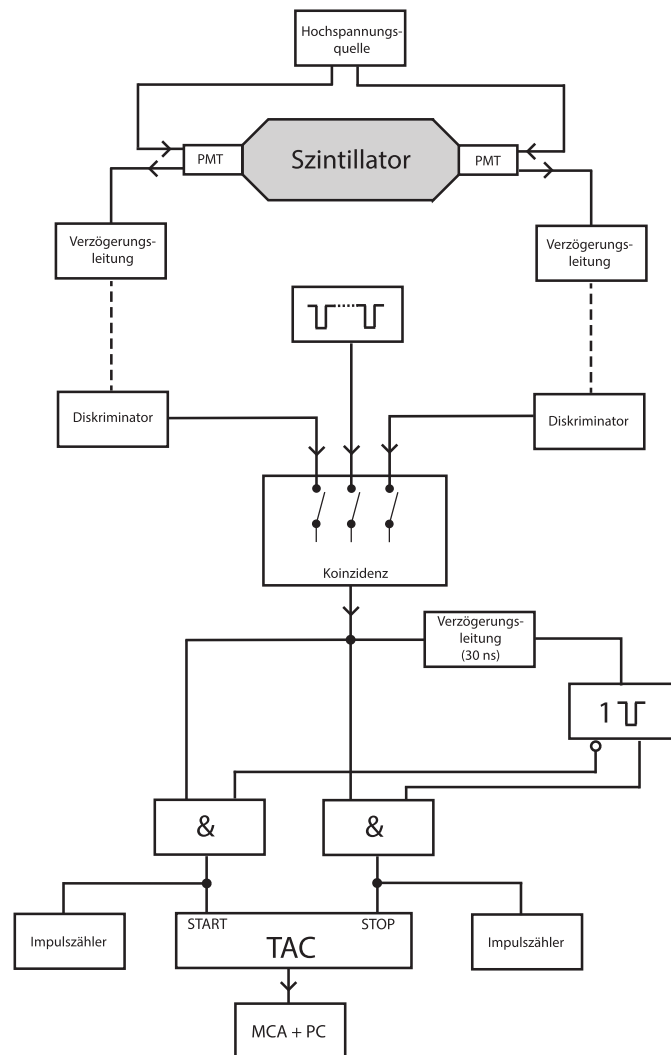 Hochspannungs-
quelle
PMT
Szintillator
PMT
Verzögerungs-
leitung
Verzögerungs-
leitung
Diskriminator
Diskriminator
Koinzidenz
Verzögerungs-
leitung
(30 ns)
1
&
&
Impulszähler
START
STOP
TAC
Impulszähler
MCA + PC